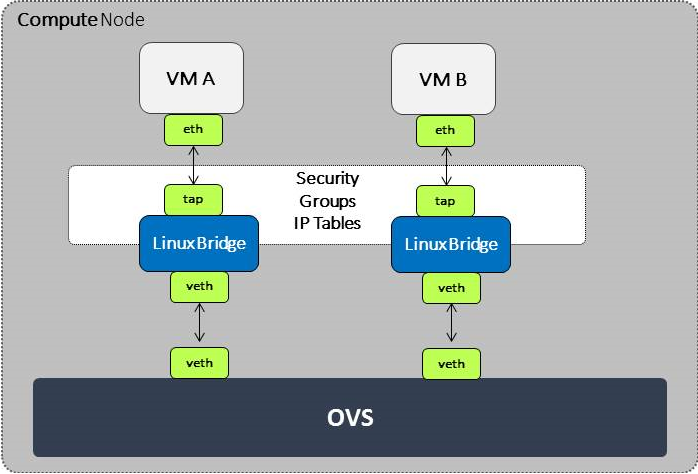 Compute Node
VM A
VM B
eth
eth
Security
Groups
IP Tables
tap
tap
LinuxBridge
LinuxBridge
veth
veth
veth
veth
OVS